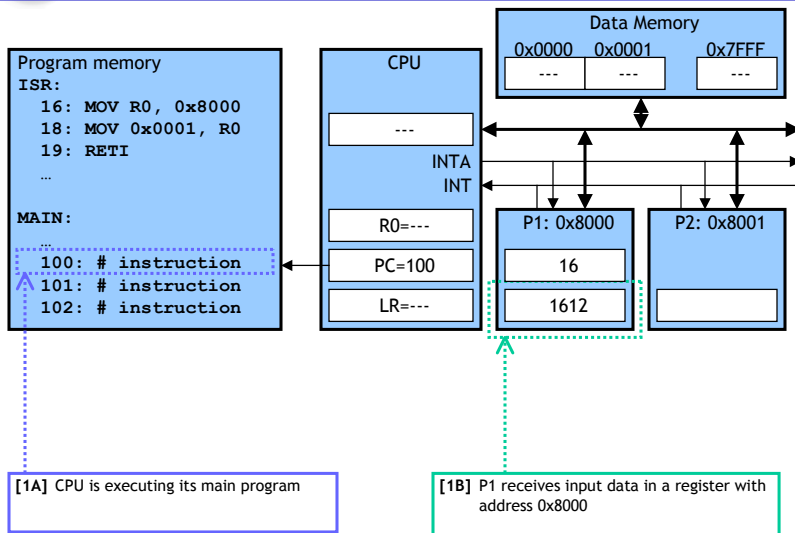 Program memory
ISR:
16: MOV R0, 0x8000
18: MOV 0x0001, R0
19: RETI
…
MAIN:
…
100: # instruction
101: # instruction
102: # instruction
CPU
---
INTA
INT
R0=---
PC=100
LR=---
Data Memory
0x0000 0x0001 0x7FFF
--- --- ---
P1: 0x8000
16
1612
P2: 0x8001
[1A] CPU is executing its main program
[1B] P1 receives input data in a register with
address 0x8000